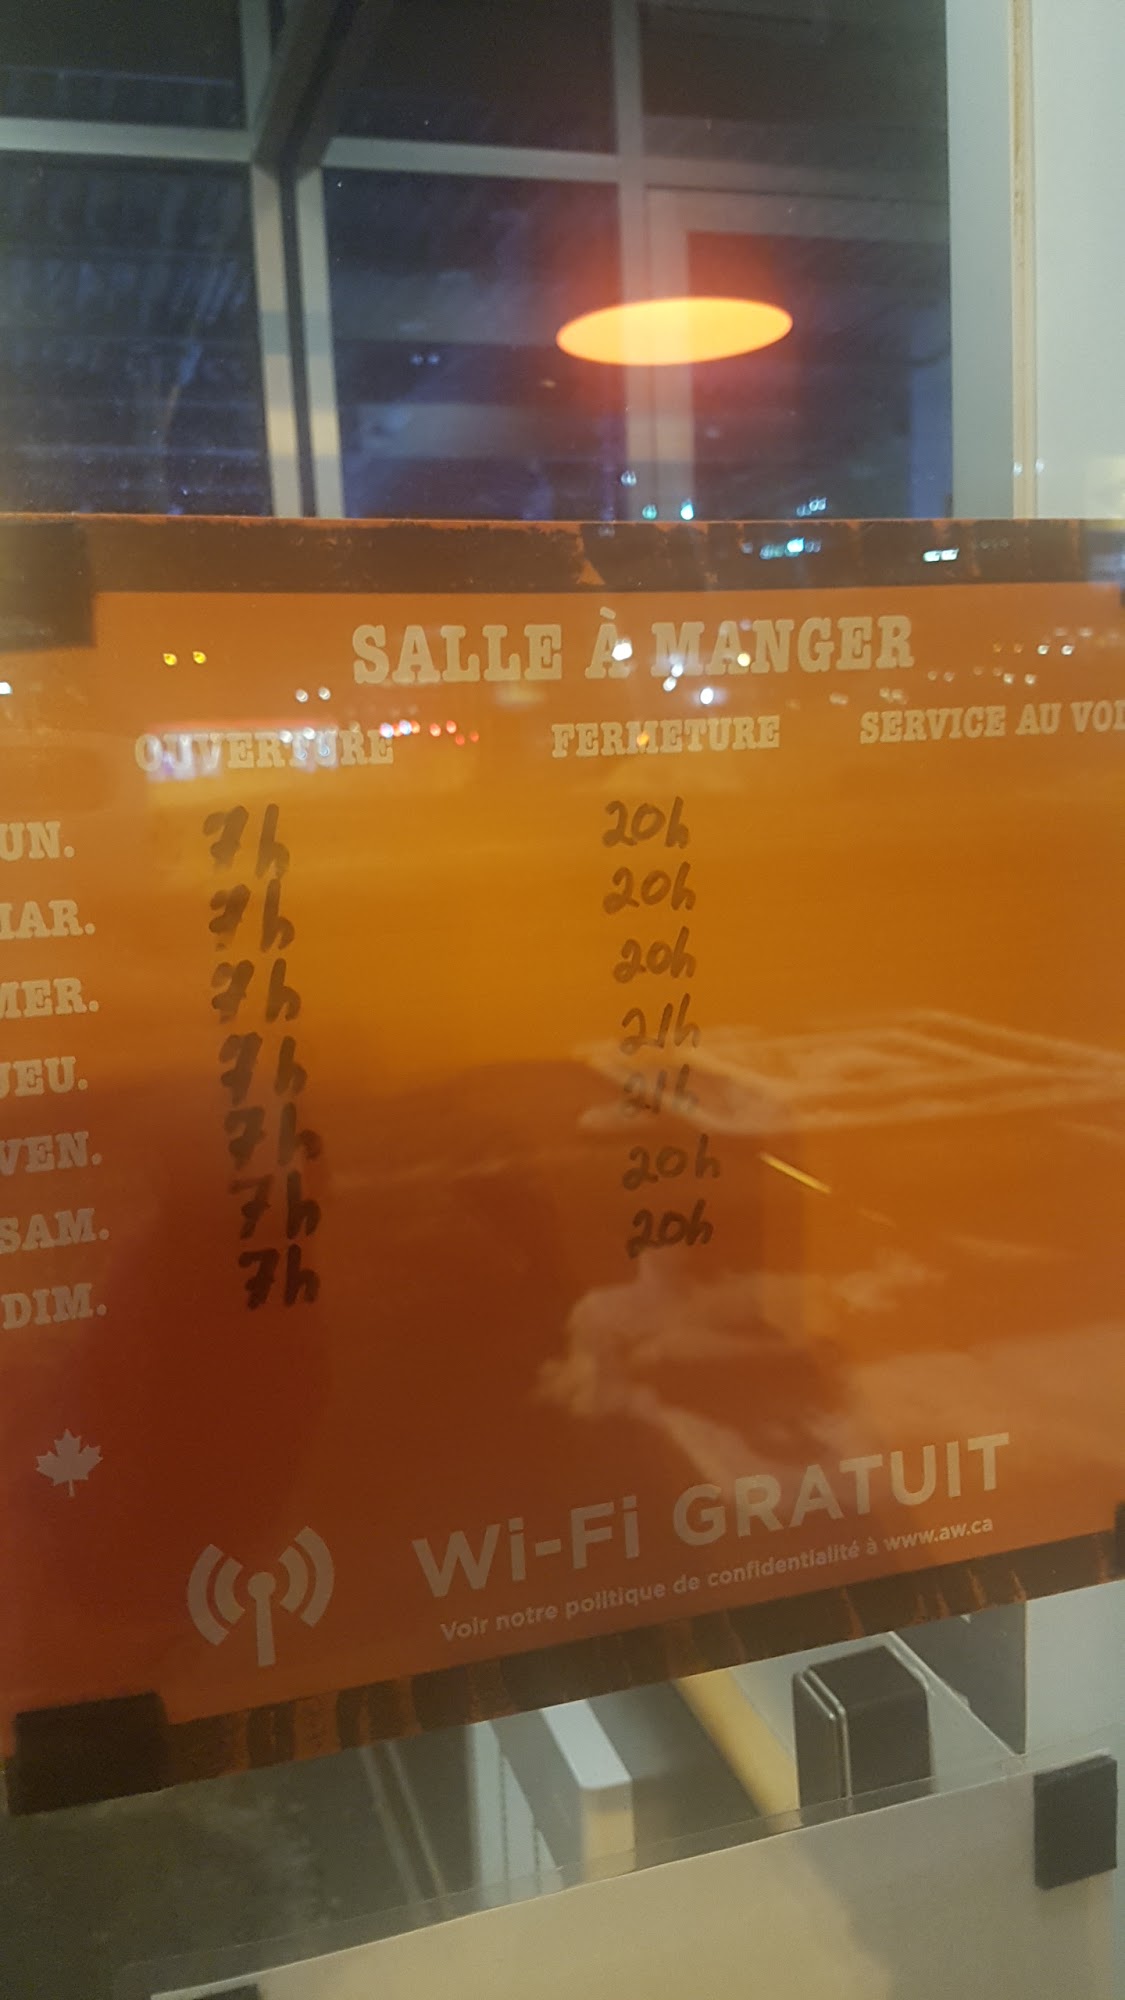 SALLE À MANGER
OUVERTURE FERMETURE SERVICE AU VOI
UN. 7h 20h
IAR. 7h 20h
MER. 7h 20h
JEU. 7h 21h
VEN. 7h 21h
SAM. 7h 20h
DIM. 7h 20h
Wi-Fi GRATUIT
Voir notre politique de confidentialité à www.aw.ca